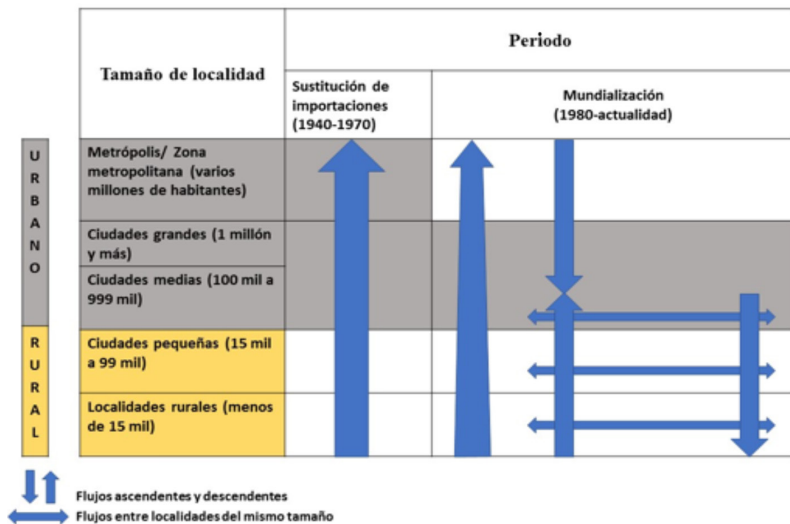 Tamaño de localidad
Periodo
Sustitución de
importaciones
(1940-1970)
Mundialización
(1980-actualidad)
URBANO
Metrópolis/ Zona
metropolitana (varios
millones de habitantes)
Ciudades grandes (1 millón
y más)
Ciudades medias (100 mil a
999 mil)
RURAL
Ciudades pequeñas (15 mil
a 99 mil)
Localidades rurales (menos
de 15 mil)
Flujos ascendentes y descendentes
Flujos entre localidades del mismo tamaño